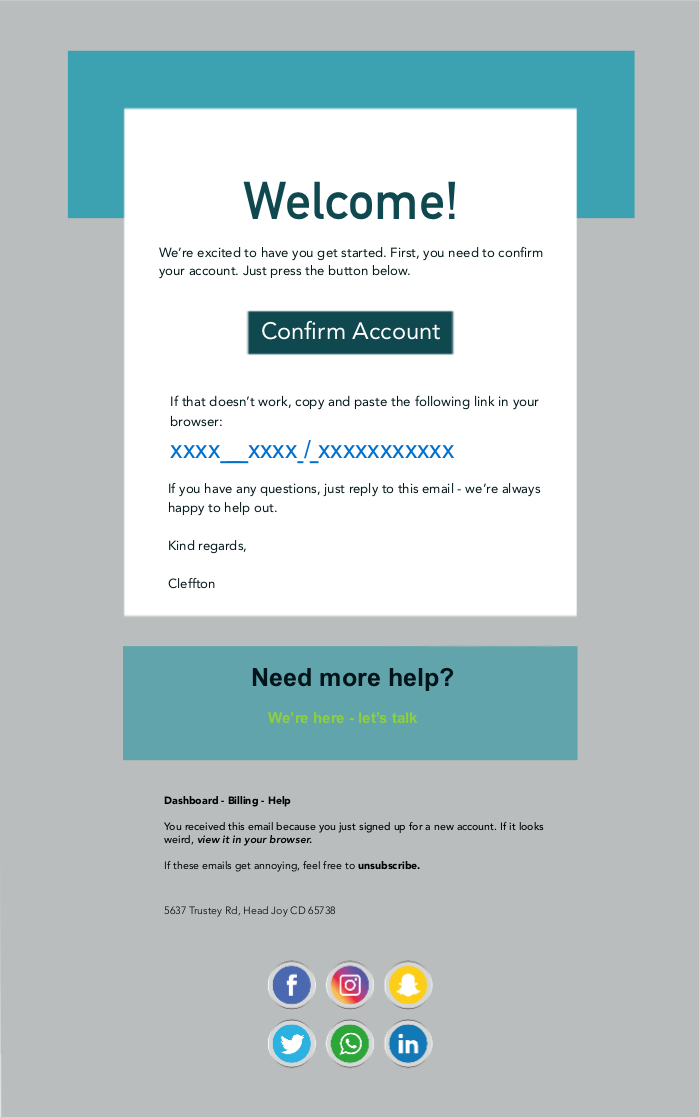 Welcome!
We're excited to have you get started. First, you need to confirm
your account. Just press the button below.
Confirm Account
If that doesn't work, copy and paste the following link in your
browser:
xxxx__xxxx_/_xxxxxxxxxxx
If you have any questions, just reply to this email - we're always
happy to help out.
Kind regards,
Cleffton
Need more help?
We're here - let's talk
Dashboard - Billing - Help
You received this email because you just signed up for a new account. If it looks
weird, view it in your browser.
If these emails get annoying, feel free to unsubscribe.
5637 Trustey Rd, Head Joy CD 65738
f
in